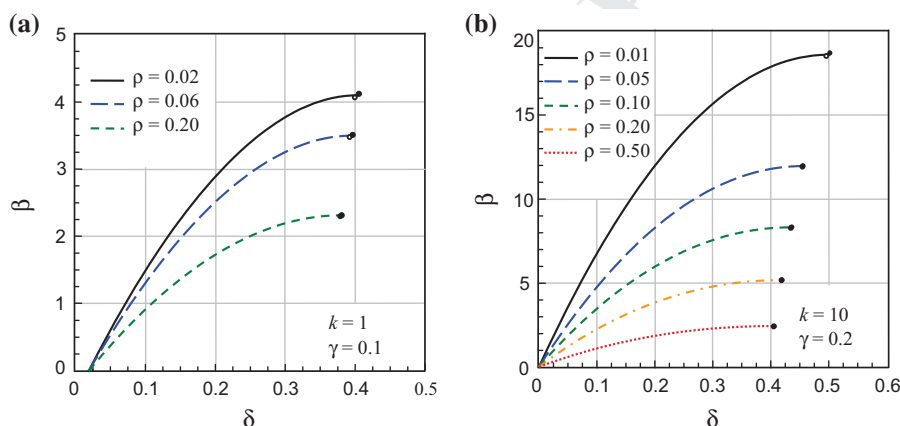 (a)
5
4
3
2
1
0
β
ρ = 0.02
ρ = 0.06
ρ = 0.20
k = 1
γ = 0.1
0
0.1
0.2
0.3
0.4
0.5
δ
(b)
20
15
10
5
0
β
ρ = 0.01
ρ = 0.05
ρ = 0.10
ρ = 0.20
ρ = 0.50
k = 10
γ = 0.2
0
0.1
0.2
0.3
0.4
0.5
0.6
δ